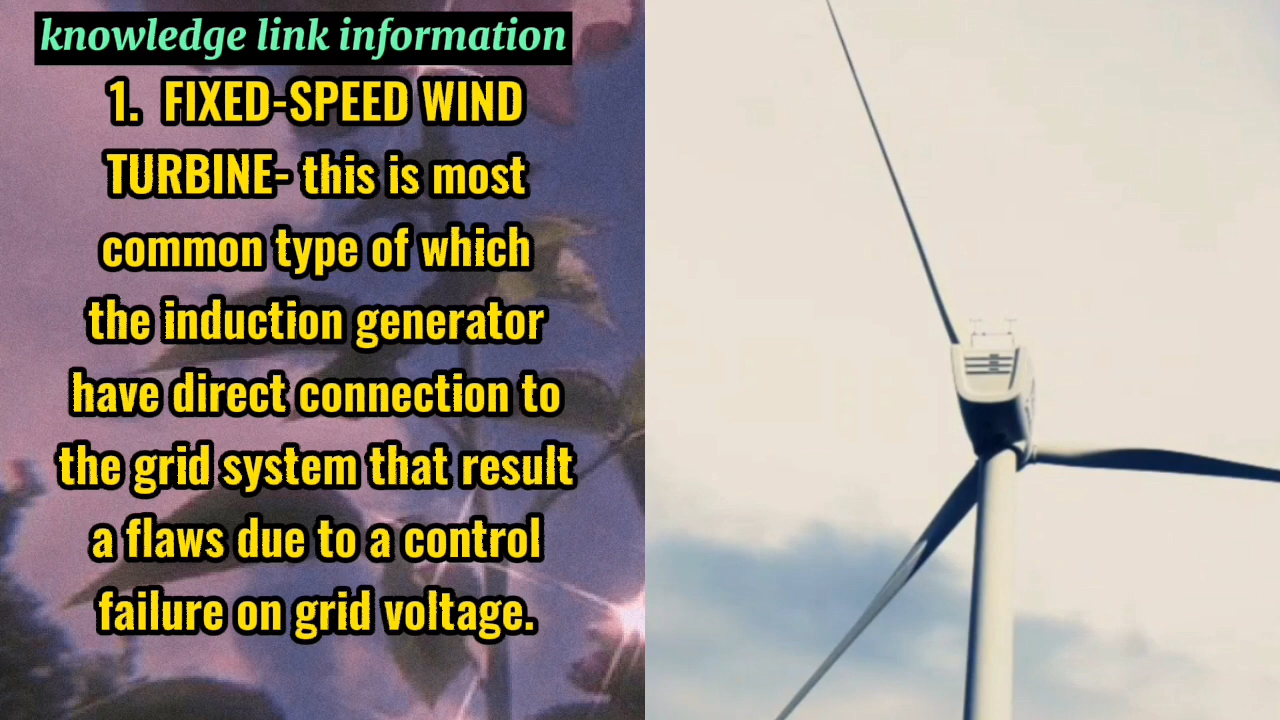 knowledge link information
1. FIXED-SPEED WIND
TURBINE- this is most
common type of which
the induction generator
have direct connection to
the grid system that result
a flaws due to a control
failure on grid voltage.